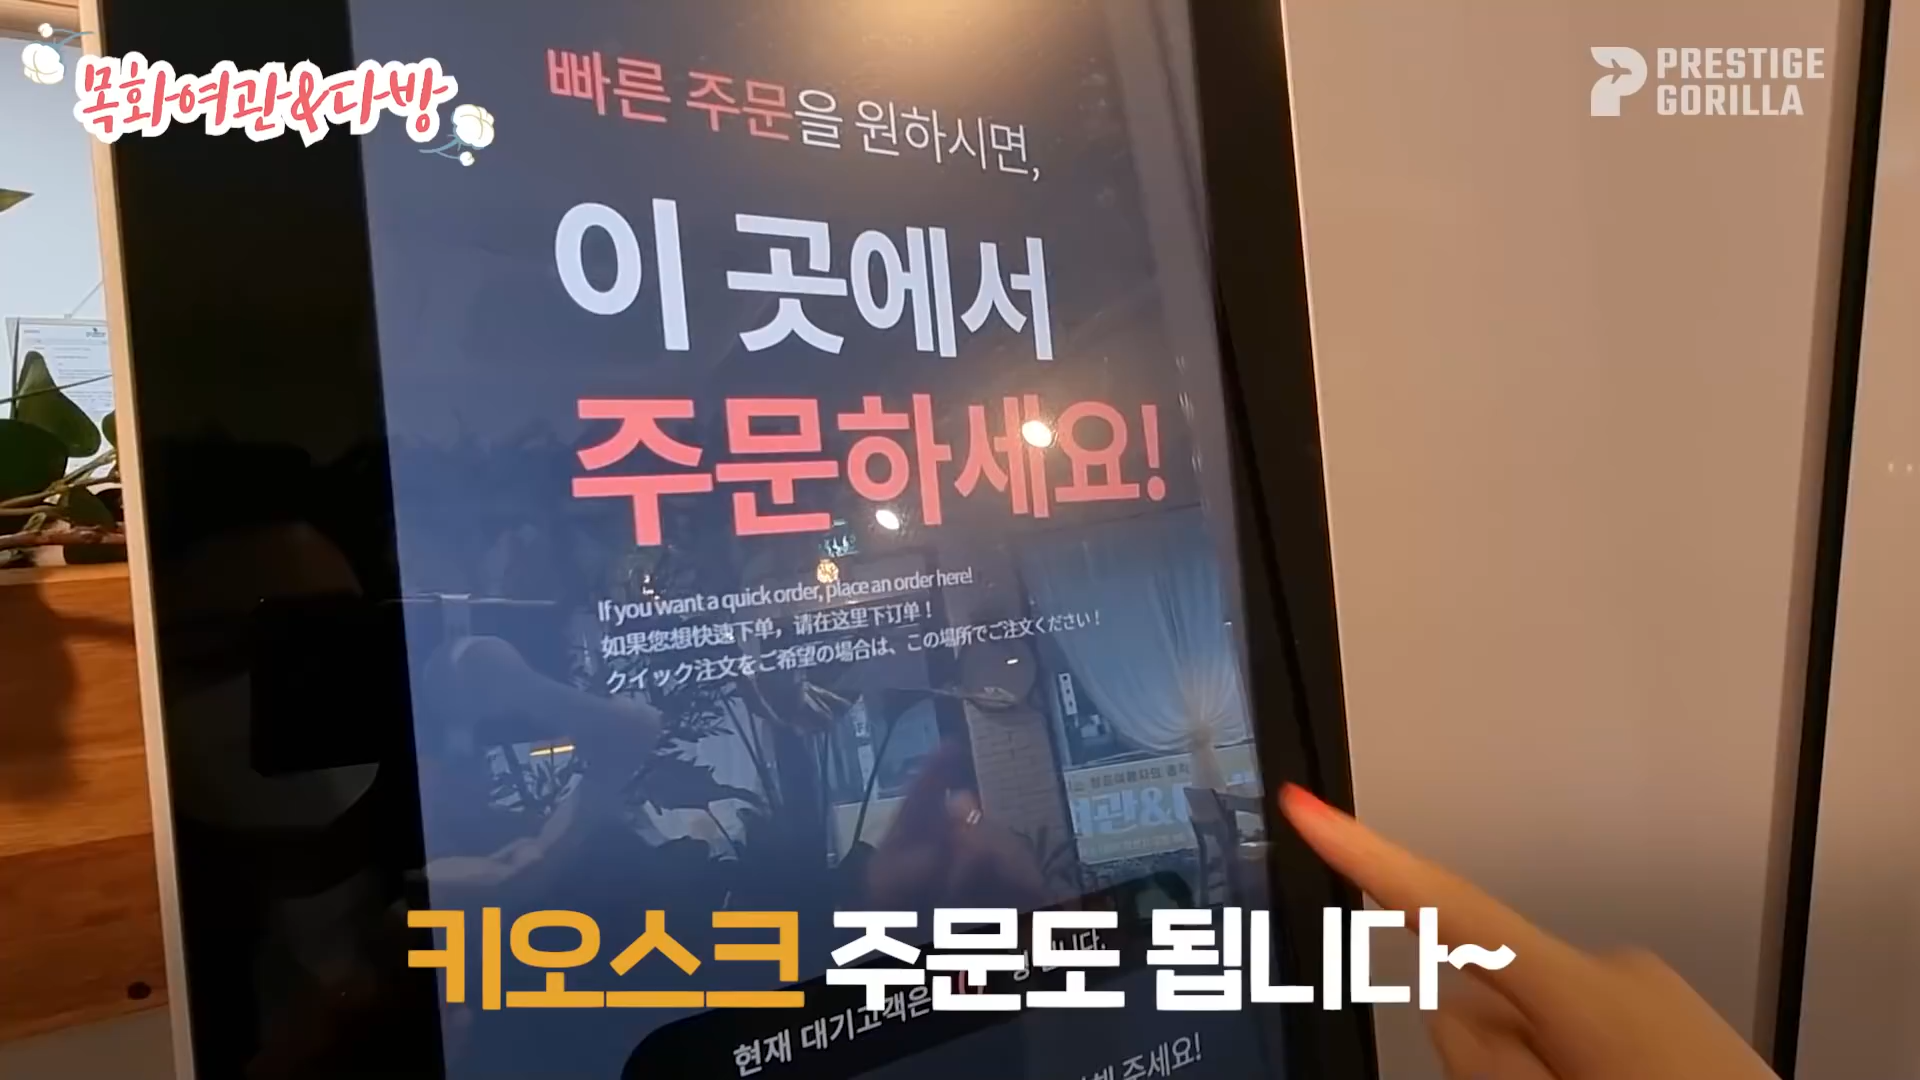 목화여관&다방
PRESTIGE
GORILLA
빠른 주문을 원하시면,
이 곳에서
주문하세요!
If you want a quick order, place an order here!
如果您想快速下单，请在这里下订单！
クイック注文をご希望の場合は、この場所でご注文ください！
관&
키오스크 주문도 됩니다~
현재 대기고객은
주세요!